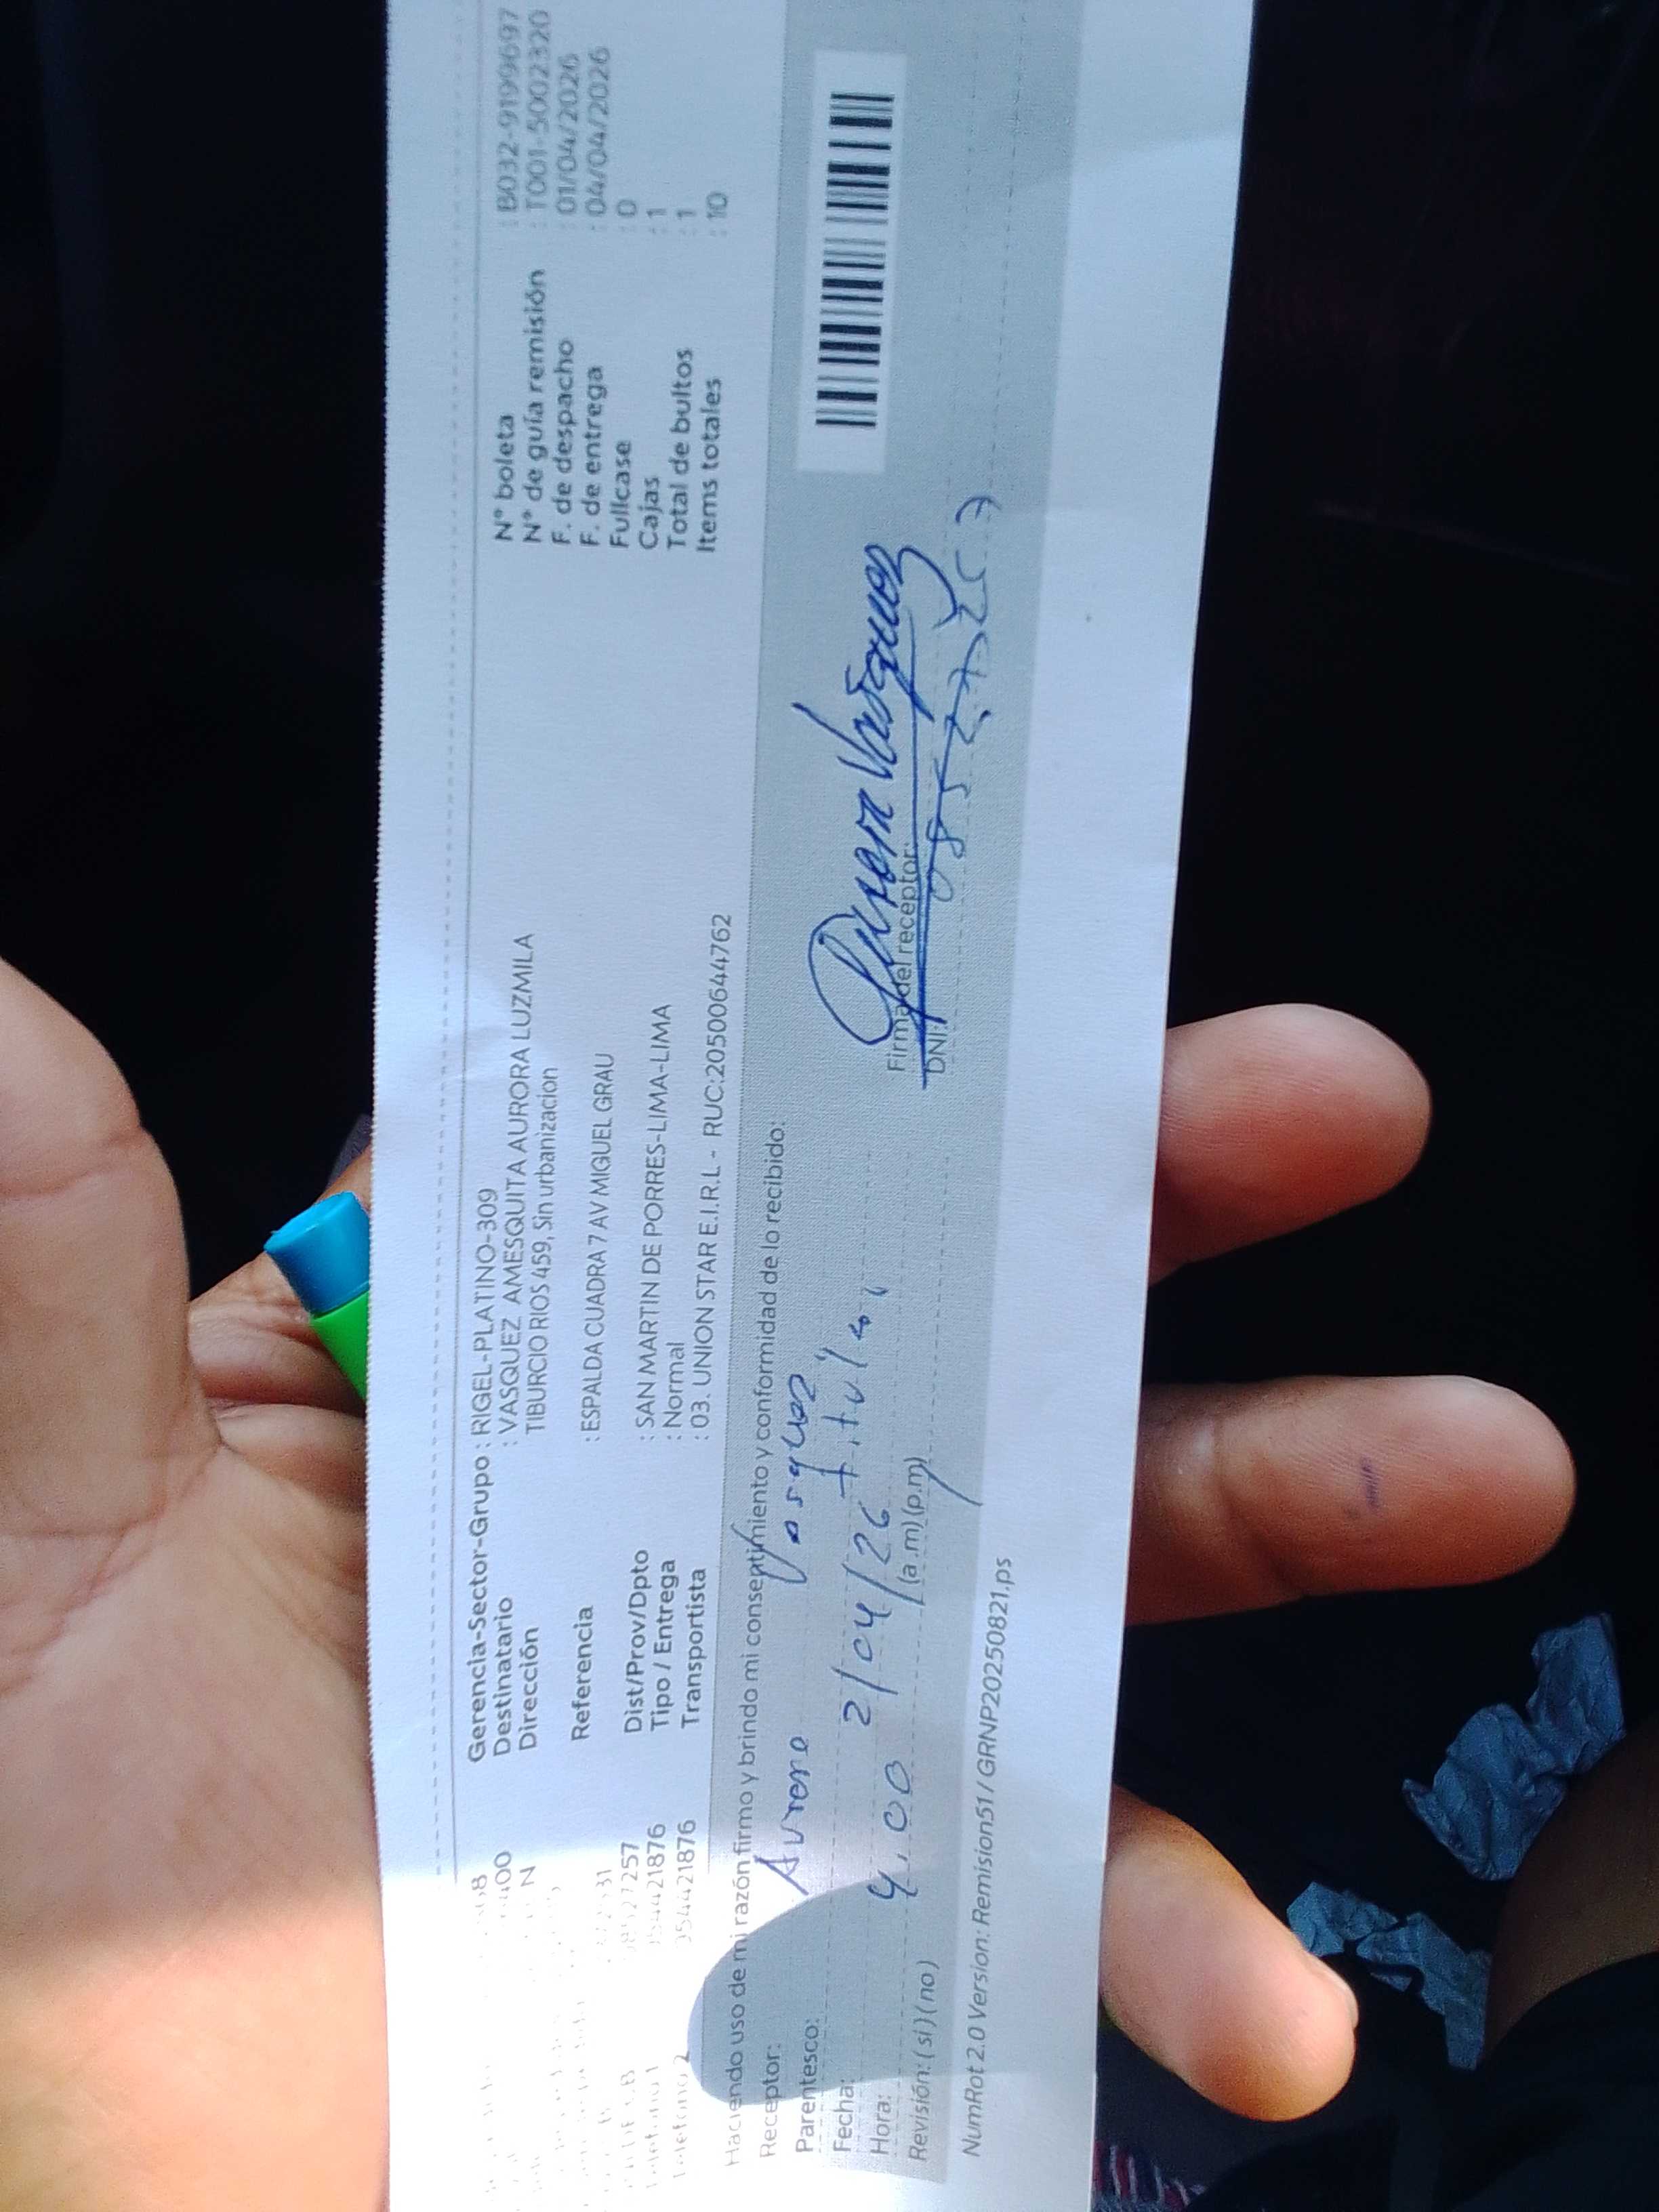 Gerencia-Sector-Grupo : RIGEL-PLATINO-309
Destinatario : VASQUEZ AMESQUITA AURORA LUZMILA
Dirección TIBURCIO RIOS 459, Sin urbanizacion
Referencia : ESPALDA CUADRA 7 AV MIGUEL GRAU
Dist/Prov/Dpto : SAN MARTIN DE PORRES-LIMA-LIMA
Tipo / Entrega : Normal
Transportista : 03. UNION STAR E.I.R.L - RUC:20500644762
N° boleta : B032-9199697
N° de guía remisión : T001-5002320
F. de despacho : 01/04/2026
F. de entrega : 04/04/2026
Fullcase : 0
Cajas : 1
Total de bultos : 1
Items totales : 10
Haciendo uso de mi razón firmo y brindo mi consentimiento y conformidad de lo recibido:
Receptor: Aurora Vasquez
Parentesco: Titular
Fecha: 2/04/26
Hora: 4.00 (a.m) (p.m)
Revisión: (si) (no)
Firma del receptor:
DNI:
NumRot 2.0 Version: Remision51 / GRNP20250821.ps